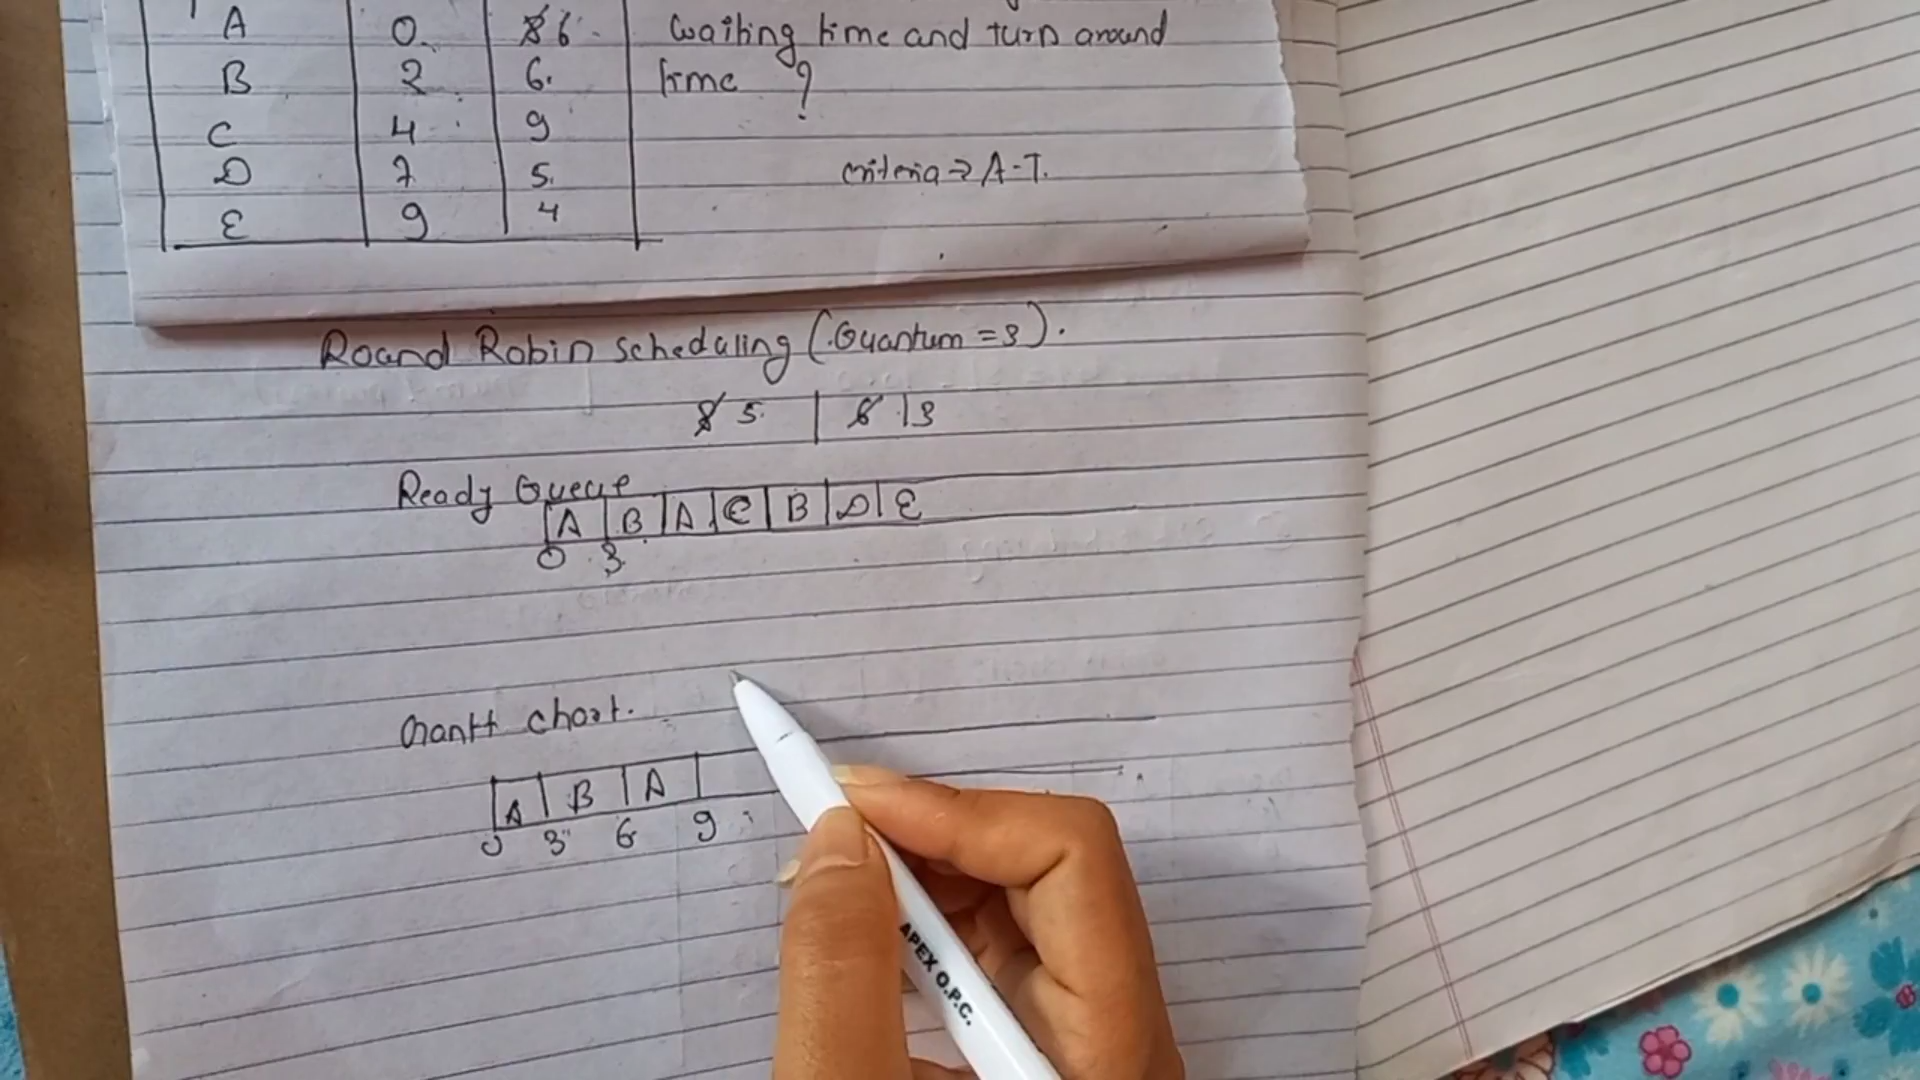 A 0 8 6 waiting time and turn around
B 2 6. time ?
C 4 9
D 7 5. criteria → A-T.
E 9 4
Round Robin scheduling (Quantum = 3).
8 5 | 6 | 3
Ready Queue
A B A C B D E
0 3
Gantt chart.
A B A
0 3 6 9
APEX O.P.C.